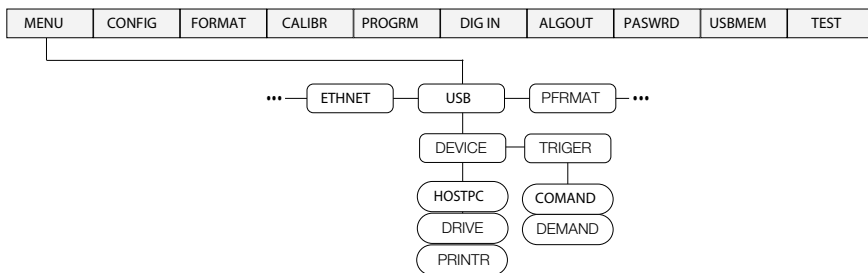 MENU CONFIG FORMAT CALIBR PROGRM DIG IN ALGOUT PASWRD USBMEM TEST
••• ETHNET USB PFRMAT •••
DEVICE TRIGER
HOSTPC COMAND
DRIVE DEMAND
PRINTR